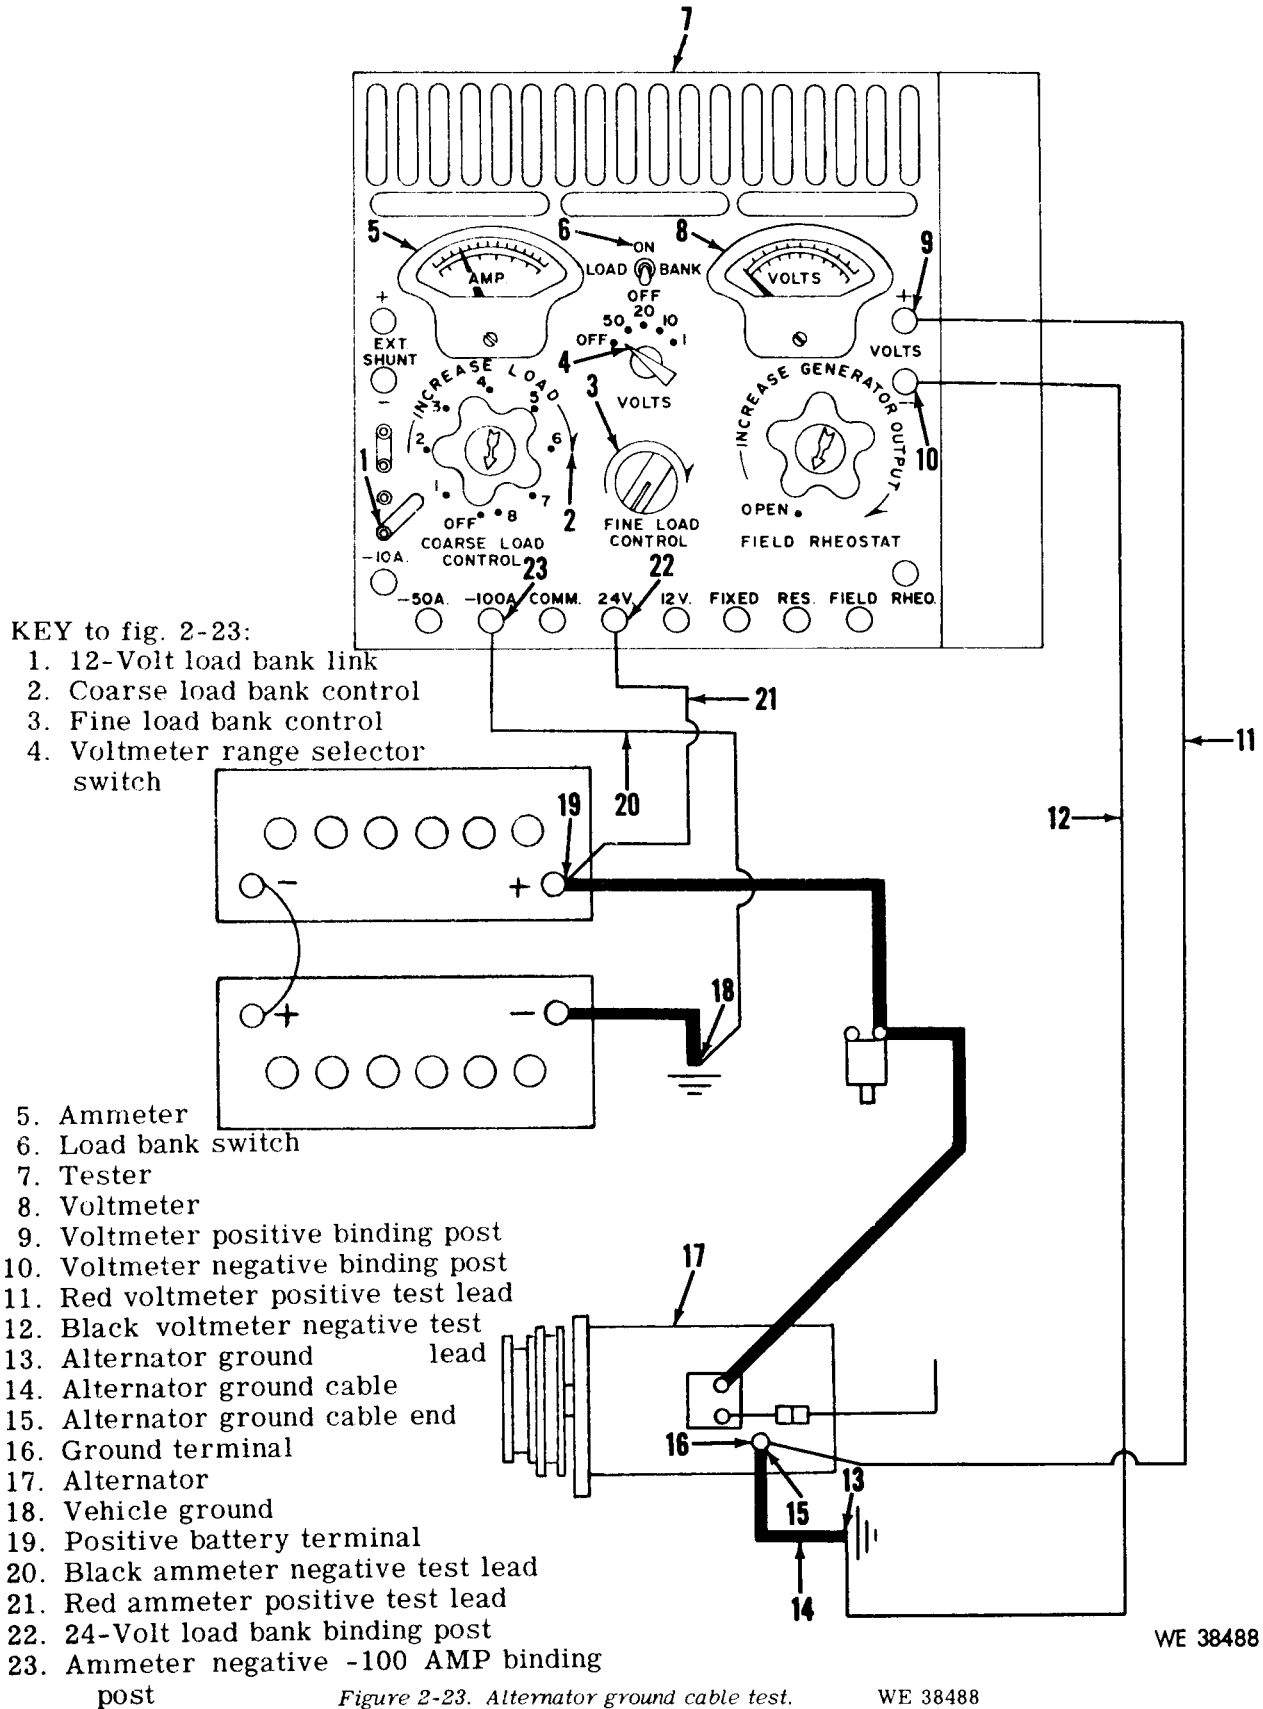 7
5
6
8
9
ON
LOAD BANK
OFF
AMP
VOLTS
+
+
EXT.
SHUNT
-
OFF 50 20 10 1
4
VOLTS
VOLTS
-
10
INCREASE LOAD
OFF 1 2 3 4 5 6 7 8
COARSE LOAD
CONTROL
1
2
3
FINE LOAD
CONTROL
INCREASE GENERATOR OUTPUT
OPEN
FIELD RHEOSTAT
-10A.
23
22
-50A. -100A COMM. 24V. 12V. FIXED RES. FIELD RHEO.
KEY to fig. 2-23:
1. 12-Volt load bank link
2. Coarse load bank control
3. Fine load bank control
4. Voltmeter range selector
switch
21
20
11
12
19
- +
+ -
18
5. Ammeter
6. Load bank switch
7. Tester
8. Voltmeter
9. Voltmeter positive binding post
10. Voltmeter negative binding post
11. Red voltmeter positive test lead
12. Black voltmeter negative test
lead
13. Alternator ground
14. Alternator ground cable
15. Alternator ground cable end
16. Ground terminal
17. Alternator
18. Vehicle ground
19. Positive battery terminal
20. Black ammeter negative test lead
21. Red ammeter positive test lead
22. 24-Volt load bank binding post
23. Ammeter negative -100 AMP binding
post
17
16
15
13
14
WE 38488
Figure 2-23. Alternator ground cable test. WE 38488